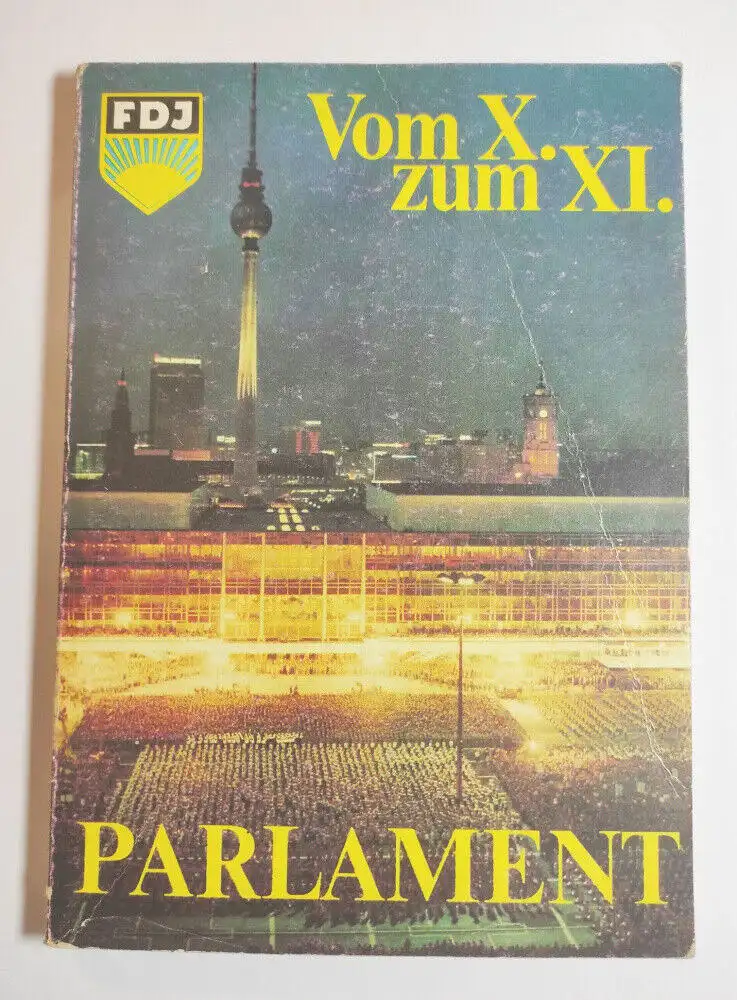 FDJ
Vom X.
zum XI.
PARLAMENT